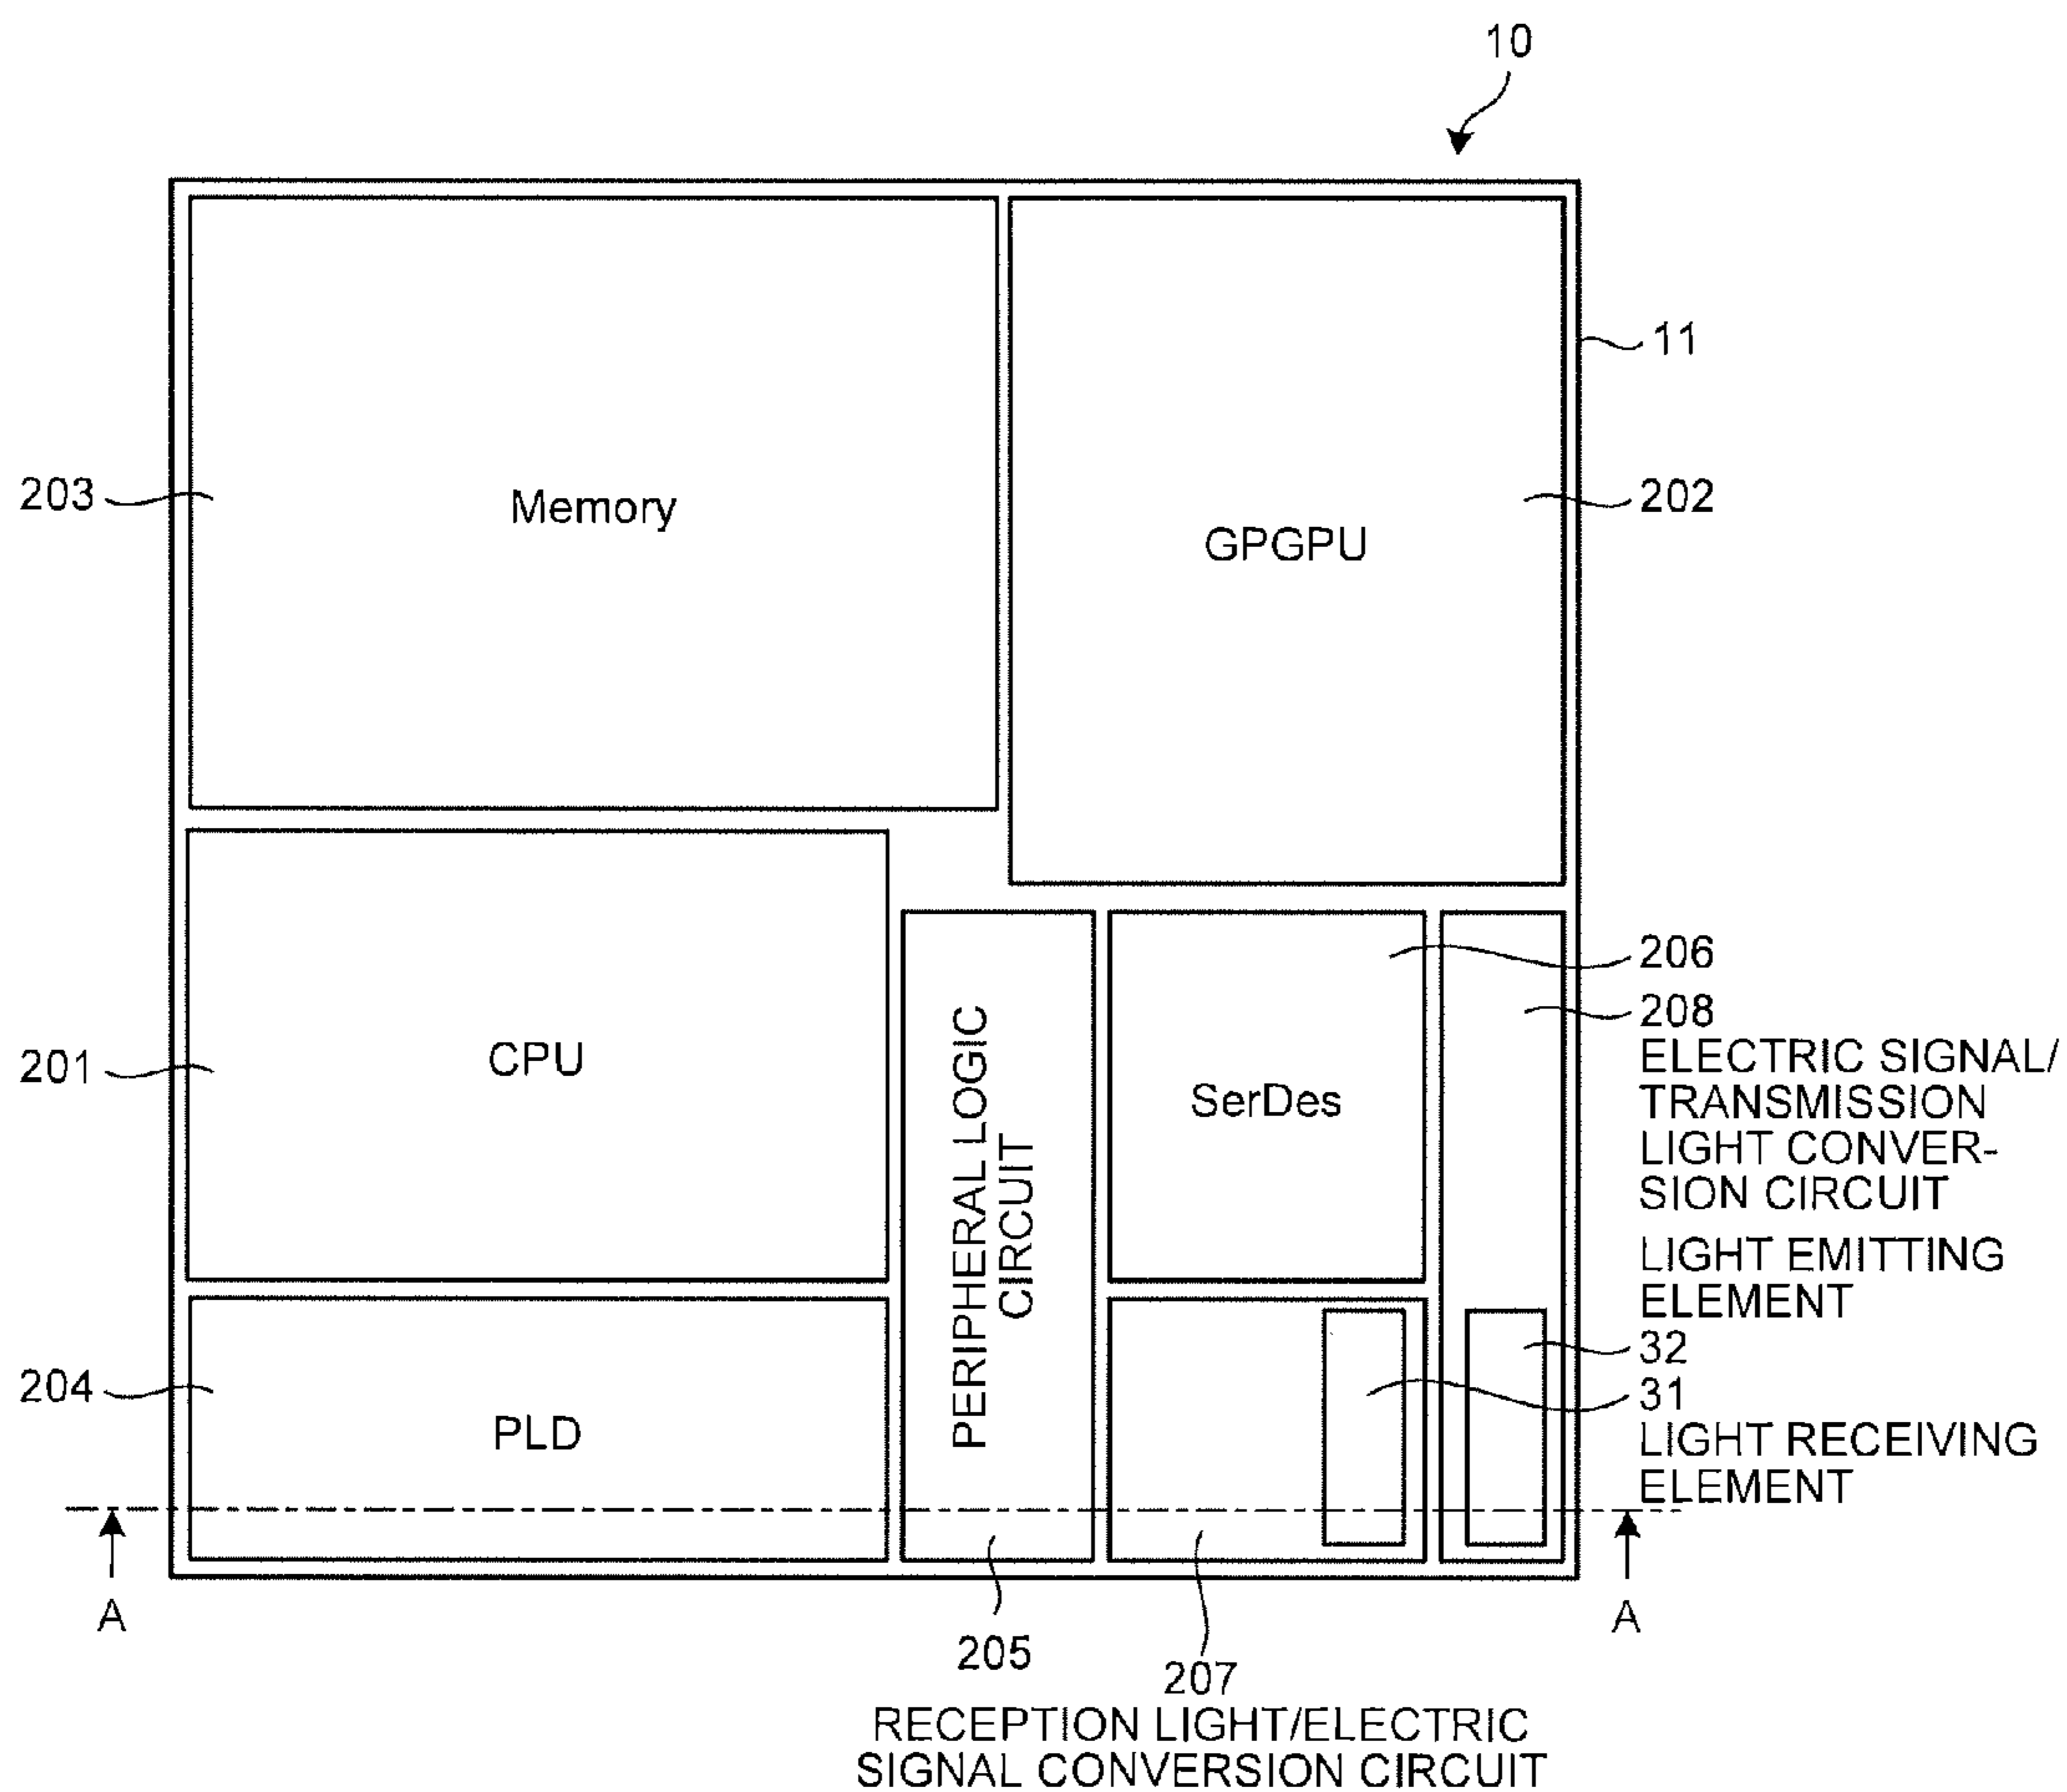 10
11
203
Memory
202
GPGPU
206
208
ELECTRIC SIGNAL/
TRANSMISSION
LIGHT CONVER-
SION CIRCUIT
201
CPU
PERIPHERAL LOGIC
CIRCUIT
SerDes
LIGHT EMITTING
ELEMENT
32
31
LIGHT RECEIVING
ELEMENT
204
PLD
A
A
205
207
RECEPTION LIGHT/ELECTRIC
SIGNAL CONVERSION CIRCUIT